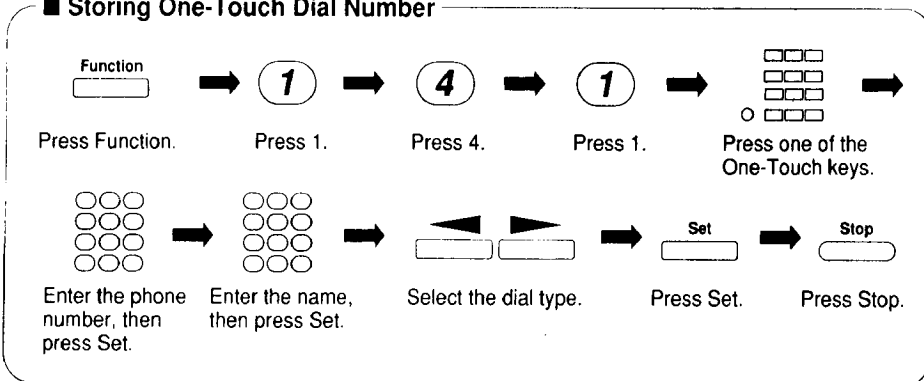 ■ Storing One-Touch Dial Number
Function
1
4
1
Press Function.
Press 1.
Press 4.
Press 1.
Press one of the
One-Touch keys.
Enter the phone
number, then
press Set.
Enter the name,
then press Set.
Select the dial type.
Set
Press Set.
Stop
Press Stop.